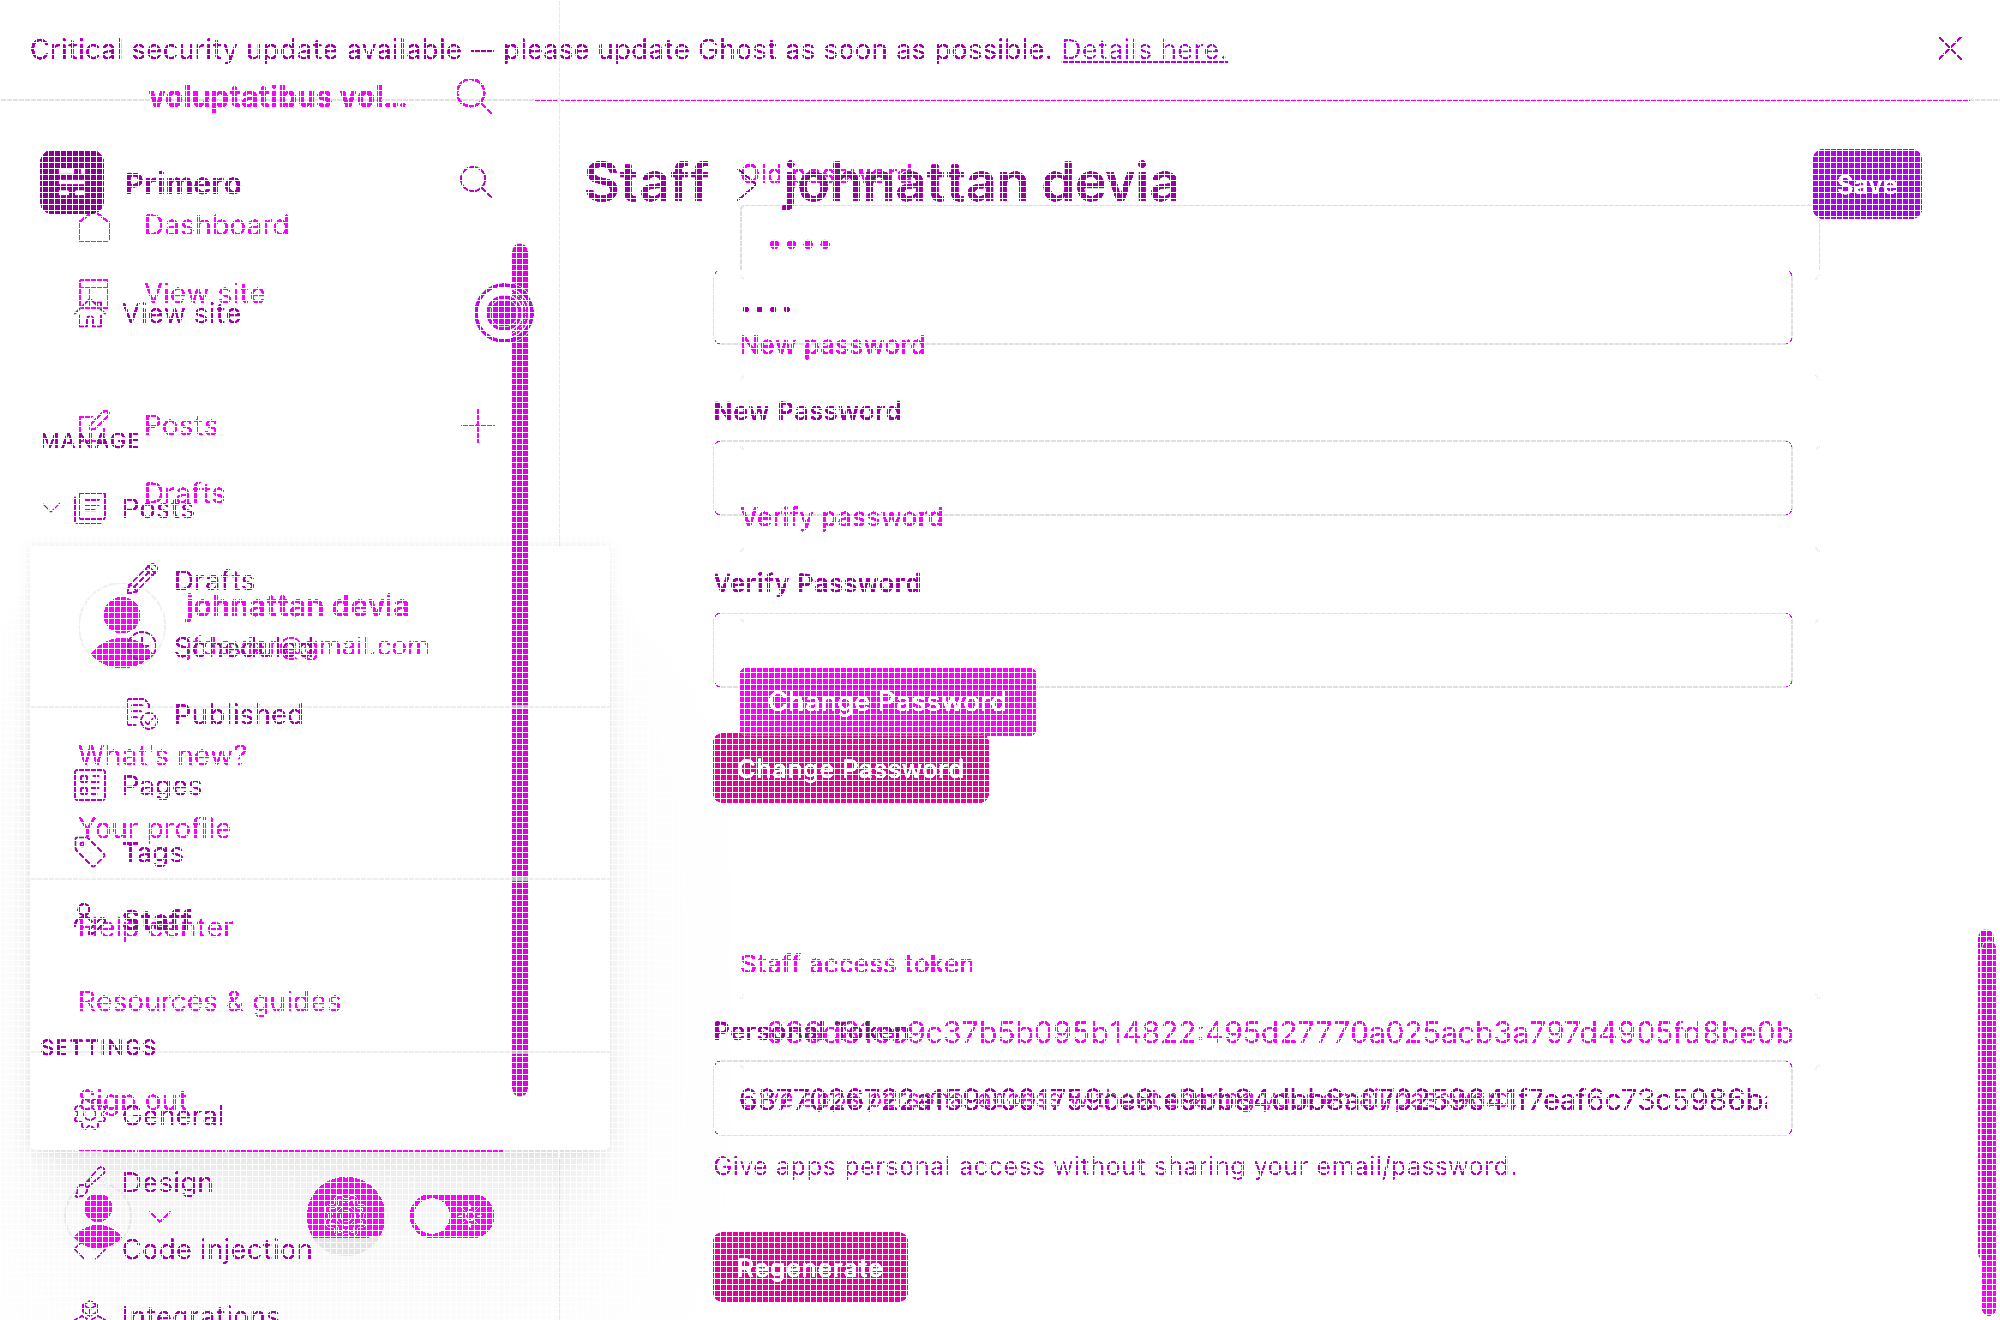 Critical security update available — please update Ghost as soon as possible. Details here.
voluptatibus vol...
Primero
Dashboard
View site
View site
Posts
MANAGE
Drafts
Posts
Drafts
johnattan devia
@gmail.com
Scheduled
Published
What's new?
Pages
Your profile
Tags
Staff
Help center
Resources & guides
SETTINGS
Sign out
General
Design
Code injection
Integrations
Staff
johnattan devia
Save
Old password
New password
New Password
Verify password
Verify Password
Change Password
Change Password
Staff access token
Personal Token
9c37b5b095b14822:495d27770a025acb3a797d4905fd8be0b
1f7eaf6c73c5986b
Give apps personal access without sharing your email/password.
Regenerate